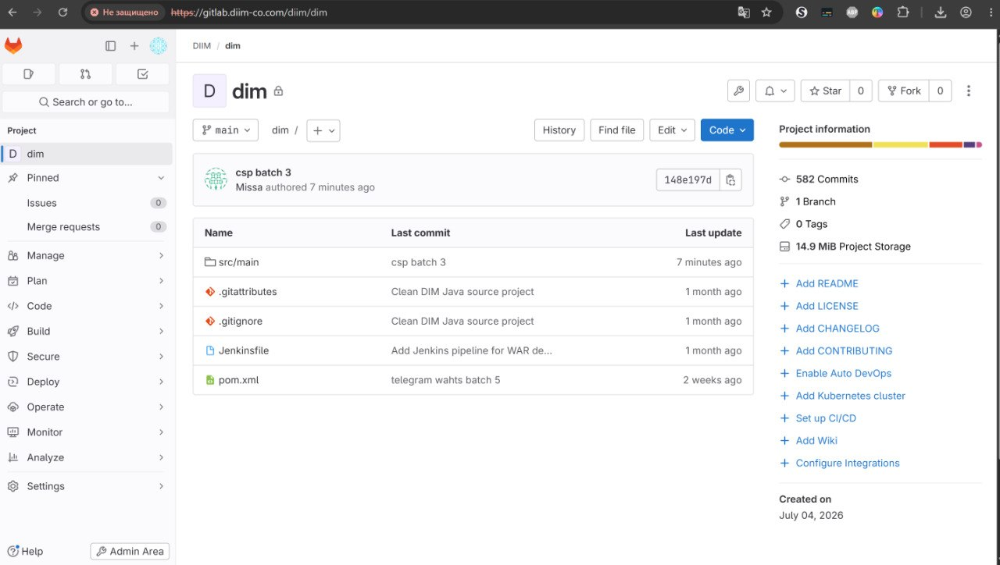 Не защищено https://gitlab.diim-co.com/diim/dim
ABP
Search or go to...
Project
D dim
Pinned
Issues 0
Merge requests 0
Manage
Plan
Code
Build
Secure
Deploy
Operate
Monitor
Analyze
Settings
Help
Admin Area
DIIM / dim
D dim
Star 0
Fork 0
main
dim /
History
Find file
Edit
Code
csp batch 3
Missa authored 7 minutes ago
148e197d
Name Last commit Last update
src/main csp batch 3 7 minutes ago
.gitattributes Clean DIM Java source project 1 month ago
.gitignore Clean DIM Java source project 1 month ago
Jenkinsfile Add Jenkins pipeline for WAR de... 1 month ago
pom.xml telegram wahts batch 5 2 weeks ago
Project information
582 Commits
1 Branch
0 Tags
14.9 MiB Project Storage
Add README
Add LICENSE
Add CHANGELOG
Add CONTRIBUTING
Enable Auto DevOps
Add Kubernetes cluster
Set up CI/CD
Add Wiki
Configure Integrations
Created on
July 04, 2026